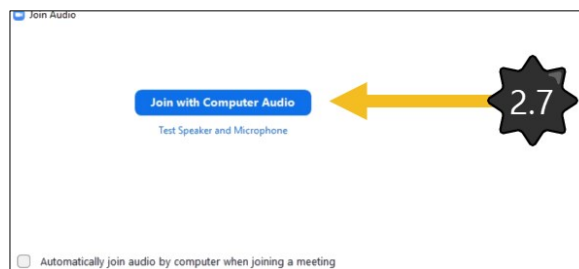 Join Audio
Join with Computer Audio
2.7
Test Speaker and Microphone
Automatically join audio by computer when joining a meeting